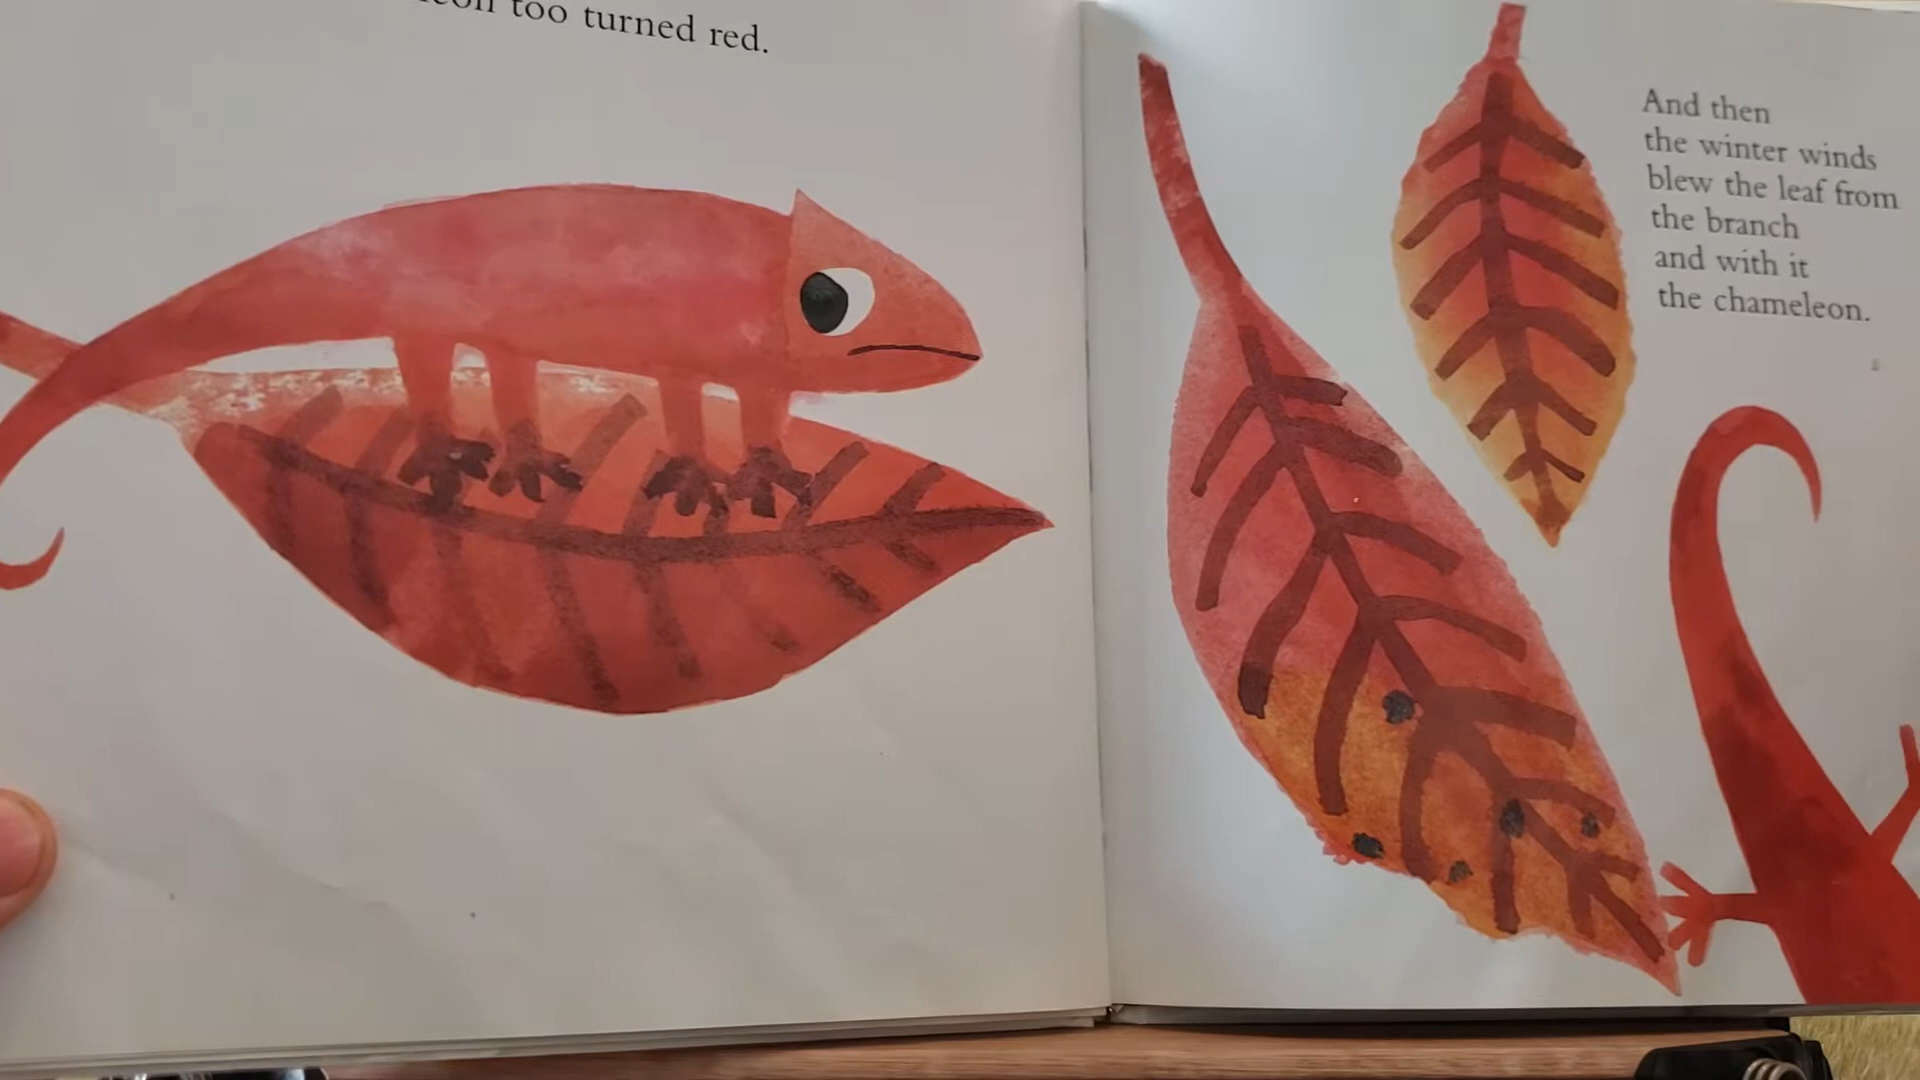 too turned red.
And then
the winter winds
blew the leaf from
the branch
and with it
the chameleon.